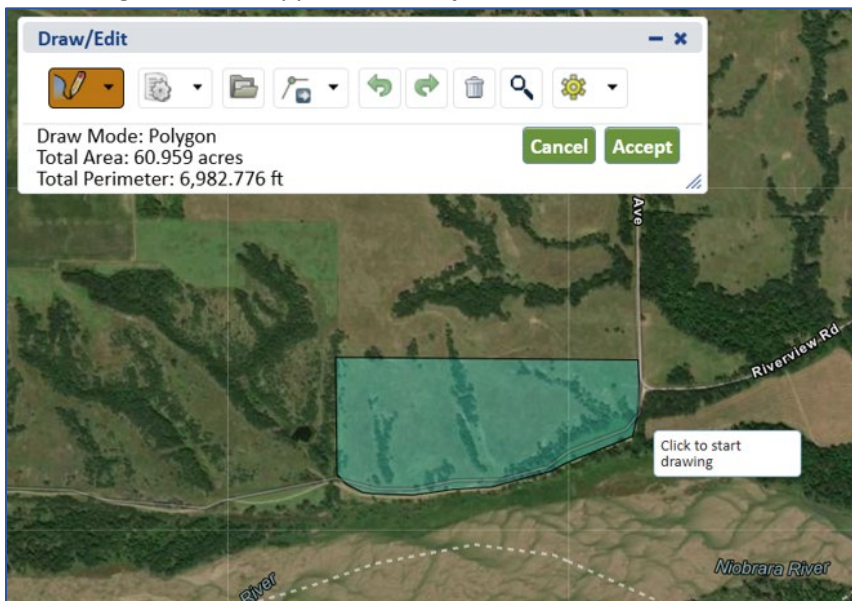 Draw/Edit
Draw Mode: Polygon
Total Area: 60.959 acres
Total Perimeter: 6,982.776 ft
Cancel
Accept
Ave
Riverview Rd
Click to start
drawing
Niobrara River
River